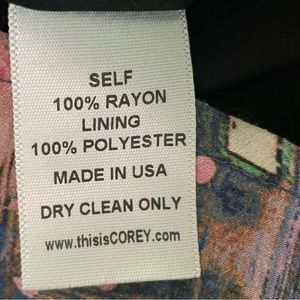 SELF
100% RAYON
LINING
100% POLYESTER
MADE IN USA
DRY CLEAN ONLY
www.thisisCOREY.com